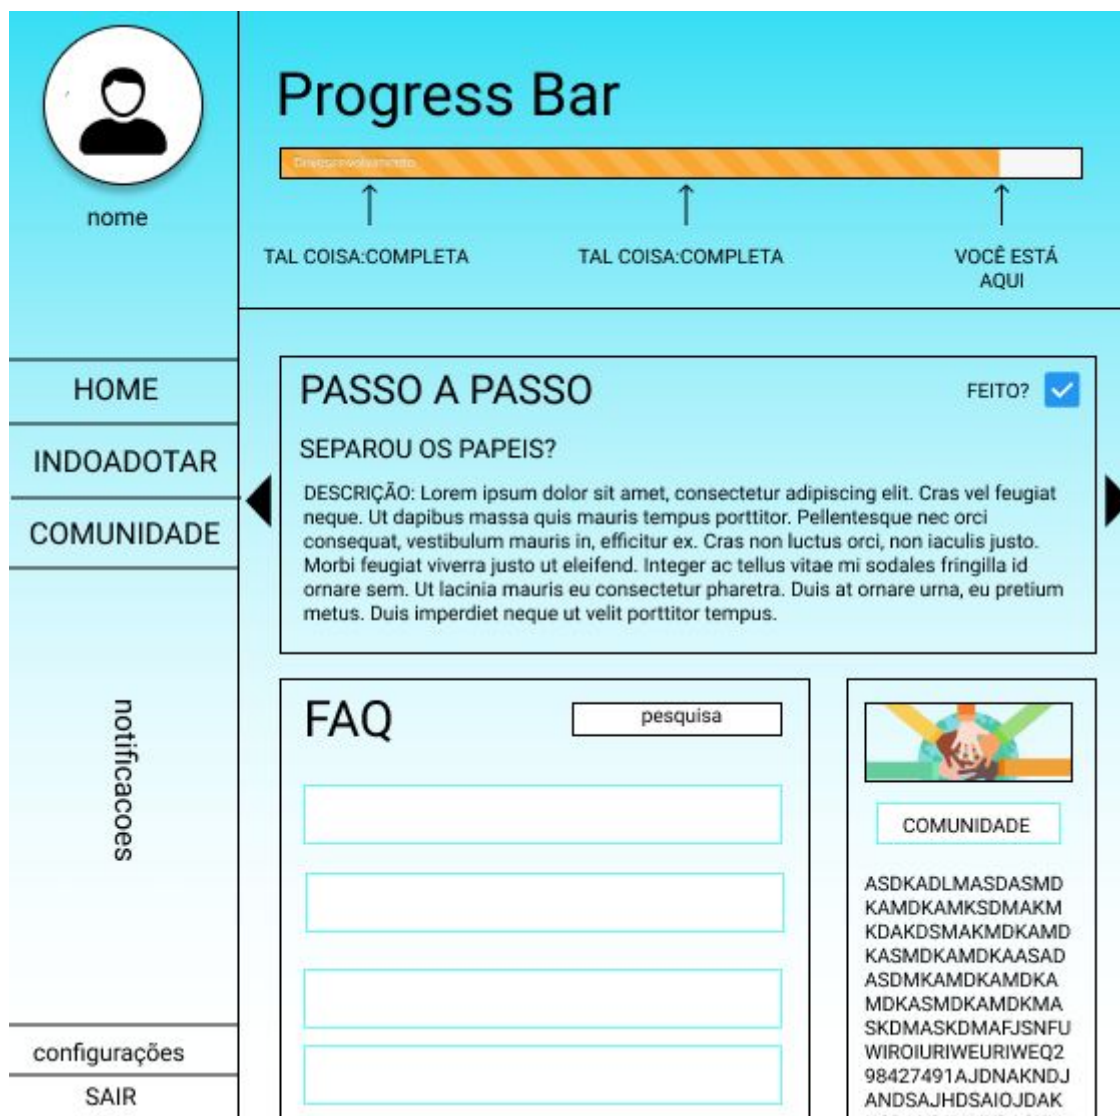 nome
HOME
INDOADOTAR
COMUNIDADE
notificacoes
configurações
SAIR
Progress Bar
TAL COISA:COMPLETA
TAL COISA:COMPLETA
VOCÊ ESTÁ
AQUI
PASSO A PASSO
FEITO?
SEPAROU OS PAPEIS?
DESCRIÇÃO: Lorem ipsum dolor sit amet, consectetur adipiscing elit. Cras vel feugiat
neque. Ut dapibus massa quis mauris tempus porttitor. Pellentesque nec orci
consequat, vestibulum mauris in, efficitur ex. Cras non luctus orci, non iaculis justo.
Morbi feugiat viverra justo ut eleifend. Integer ac tellus vitae mi sodales fringilla id
ornare sem. Ut lacinia mauris eu consectetur pharetra. Duis at ornare urna, eu pretium
metus. Duis imperdiet neque ut velit porttitor tempus.
FAQ
pesquisa
COMUNIDADE
ASDKADLMASDASMD
KAMDKAMKSDMAKM
KDAKDSMAKMDKAMD
KASMDKAMDKAASAD
ASDMKAMDKAMDKA
MDKASMDKAMDKMA
SKDMASKDMAFJSNFU
WIROIURIWEURIWEQ2
98427491AJDNAKNDJ
ANDSAJHDSAIOJDAK